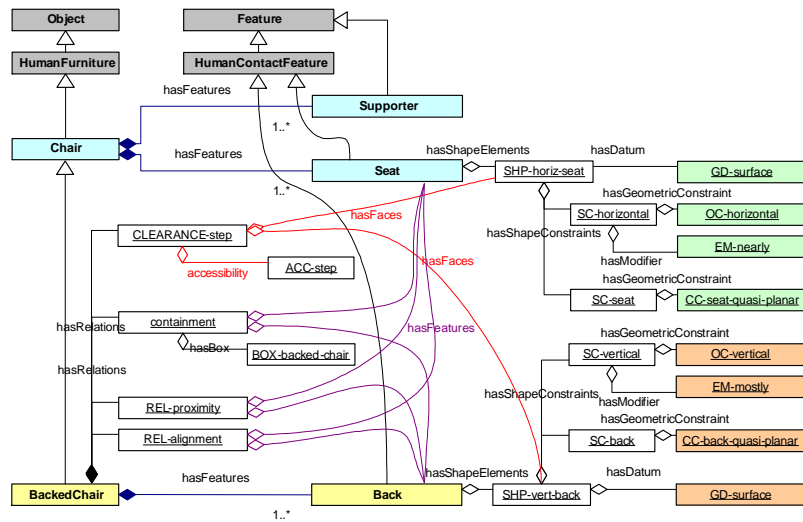 Object
Feature
HumanFurniture
HumanContactFeature
hasFeatures
Supporter
1..*
Chair
hasFeatures
hasShapeElements
hasDatum
Seat
SHP-horiz-seat
GD-surface
1..*
hasGeometricConstraint
hasFaces
SC-horizontal
OC-horizontal
CLEARANCE-step
hasShapeConstraints
EM-nearly
hasFaces
hasModifier
accessibility
ACC-step
hasGeometricConstraint
SC-seat
CC-seat-quasi-planar
containment
hasRelations
hasFeatures
hasGeometricConstraint
hasBox
BOX-backed-chair
SC-vertical
OC-vertical
hasRelations
EM-mostly
hasShapeConstraints
hasModifier
REL-proximity
hasGeometricConstraint
REL-alignment
SC-back
CC-back-quasi-planar
hasFeatures
hasShapeElements
hasDatum
BackedChair
Back
SHP-vert-back
GD-surface
1..*